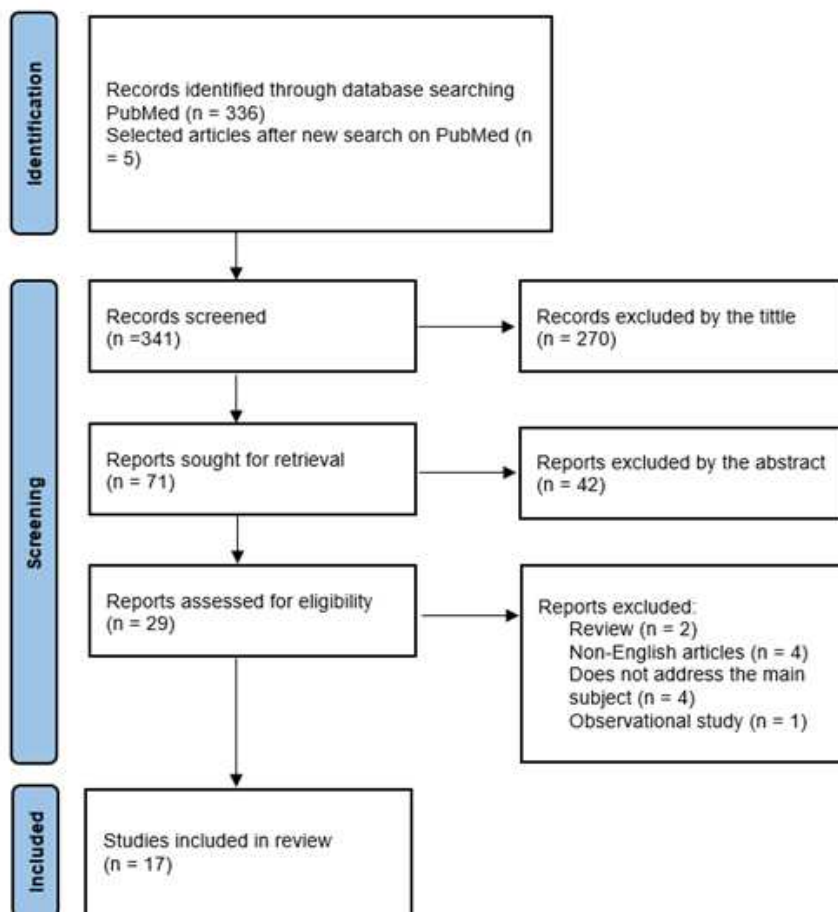 Identification
Records identified through database searching
PubMed (n = 336)
Selected articles after new search on PubMed (n
= 5)
Screening
Records screened
(n =341)
Records excluded by the tittle
(n = 270)
Reports sought for retrieval
(n = 71)
Reports excluded by the abstract
(n = 42)
Reports assessed for eligibility
(n = 29)
Reports excluded:
Review (n = 2)
Non-English articles (n = 4)
Does not address the main
subject (n = 4)
Observational study (n = 1)
Included
Studies included in review
(n = 17)